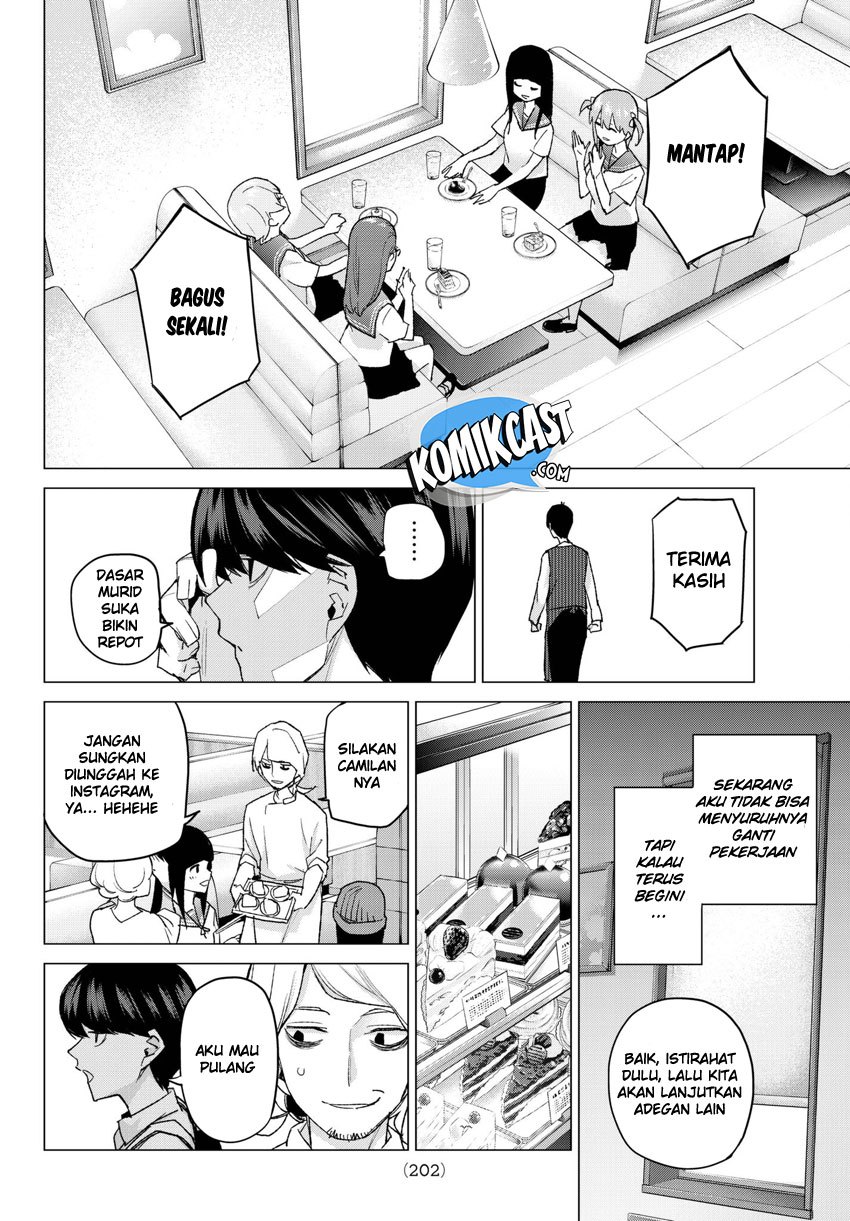 MANTAP!
BAGUS
SEKALI!
KOMIKCAST
.COM
TERIMA
KASIH
......
DASAR
MURID
SUKA
BIKIN
REPOT
SEKARANG
AKU TIDAK BISA
MENYURUHNYA
GANTI
PEKERJAAN
TAPI
KALAU
TERUS
BEGINI
...
BAIK, ISTIRAHAT
DULU, LALU KITA
AKAN LANJUTKAN
ADEGAN LAIN
SILAKAN
CAMILAN
NYA
JANGAN
SUNGKAN
DIUNGGAH KE
INSTAGRAM,
YA... HEHEHE
AKU MAU
PULANG
(202)